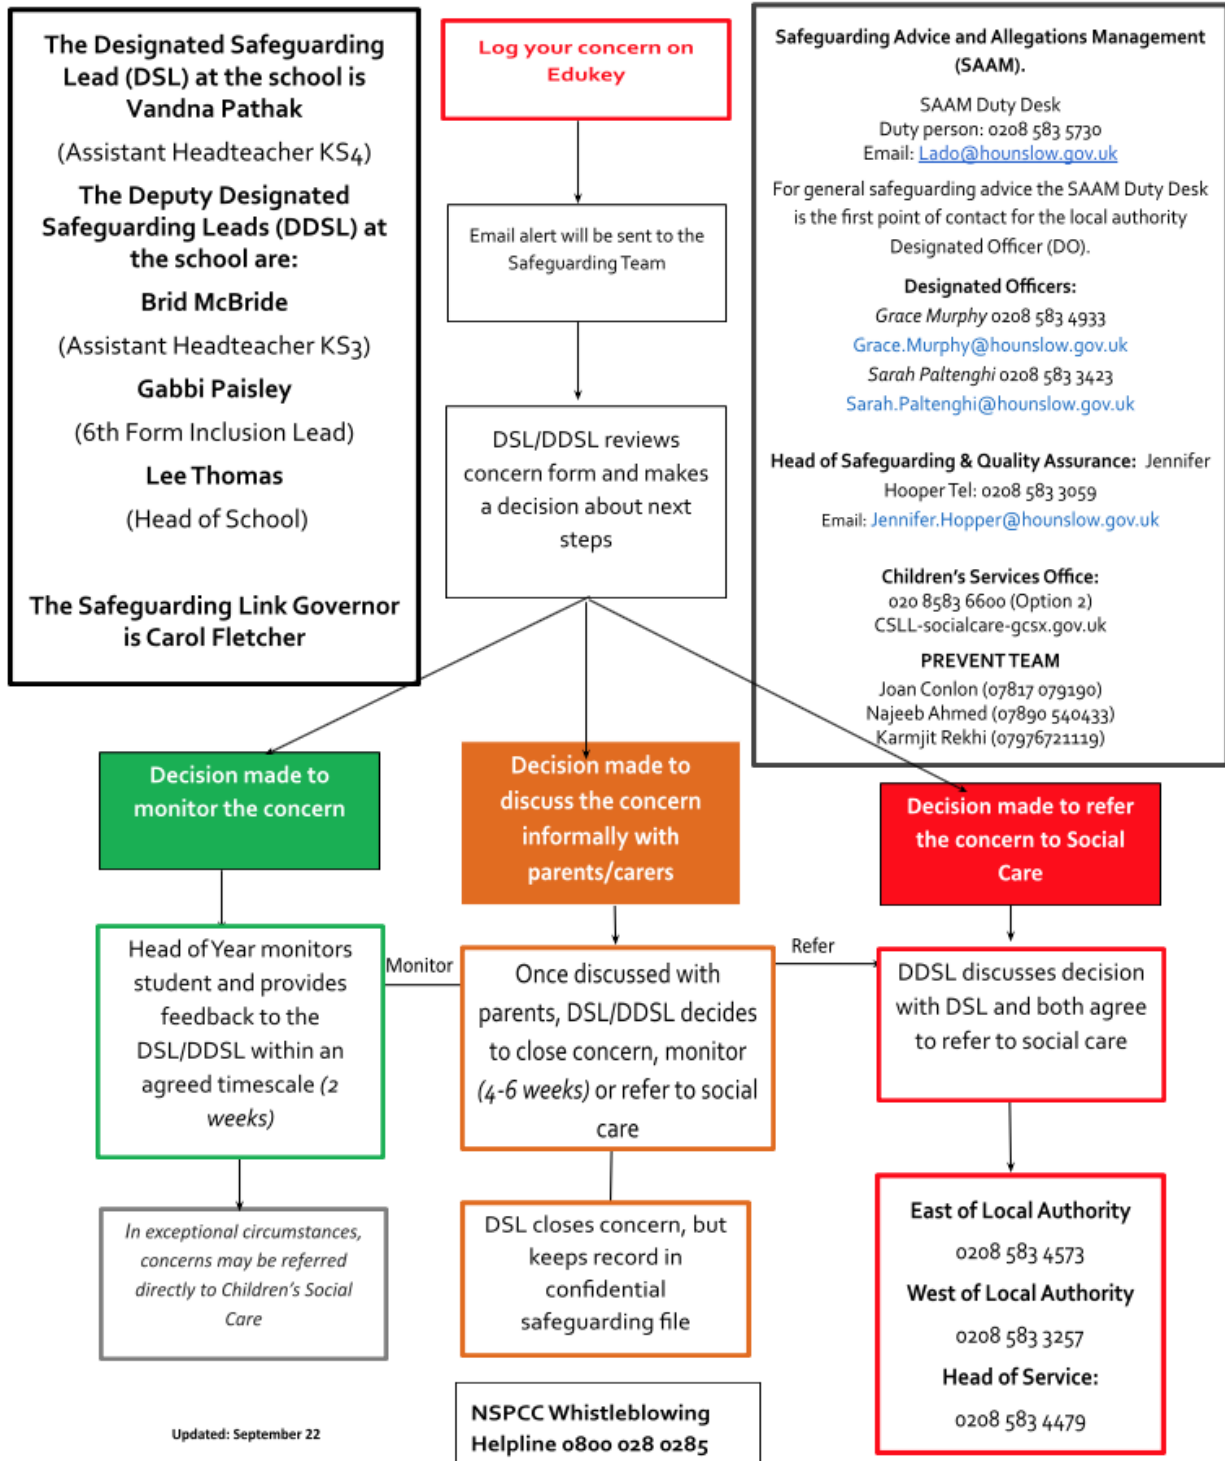 The Designated Safeguarding
Lead (DSL) at the school is
Vandna Pathak
(Assistant Headteacher KS4)
The Deputy Designated
Safeguarding Leads (DDSL) at
the school are:
Brid McBride
(Assistant Headteacher KS3)
Gabbi Paisley
(6th Form Inclusion Lead)
Lee Thomas
(Head of School)
The Safeguarding Link Governor
is Carol Fletcher
Log your concern on
Edukey
Email alert will be sent to the
Safeguarding Team
DSL/DDSL reviews
concern form and makes
a decision about next
steps
Safeguarding Advice and Allegations Management
(SAAM).
SAAM Duty Desk
Duty person: 0208 583 5730
Email: Lado@hounslow.gov.uk
For general safeguarding advice the SAAM Duty Desk
is the first point of contact for the local authority
Designated Officer (DO).
Designated Officers:
Grace Murphy 0208 583 4933
Grace.Murphy@hounslow.gov.uk
Sarah Paltenghi 0208 583 3423
Sarah.Paltenghi@hounslow.gov.uk
Head of Safeguarding & Quality Assurance: Jennifer
Hooper Tel: 0208 583 3059
Email: Jennifer.Hopper@hounslow.gov.uk
Children's Services Office:
020 8583 6600 (Option 2)
CSLL-socialcare-gcsx.gov.uk
PREVENT TEAM
Joan Conlon (07817 079190)
Najeeb Ahmed (07890 540433)
Karmjit Rekhi (07976721119)
Decision made to
monitor the concern
Decision made to
discuss the concern
informally with
parents/carers
Decision made to refer
the concern to Social
Care
Head of Year monitors
student and provides
feedback to the
DSL/DDSL within an
agreed timescale (2
weeks)
Monitor
Once discussed with
parents, DSL/DDSL decides
to close concern, monitor
(4-6 weeks) or refer to social
care
Refer
DDSL discusses decision
with DSL and both agree
to refer to social care
In exceptional circumstances,
concerns may be referred
directly to Children's Social
Care
DSL closes concern, but
keeps record in
confidential
safeguarding file
East of Local Authority
0208 583 4573
West of Local Authority
0208 583 3257
Head of Service:
0208 583 4479
Updated: September 22
NSPCC Whistleblowing
Helpline 0800 028 0285